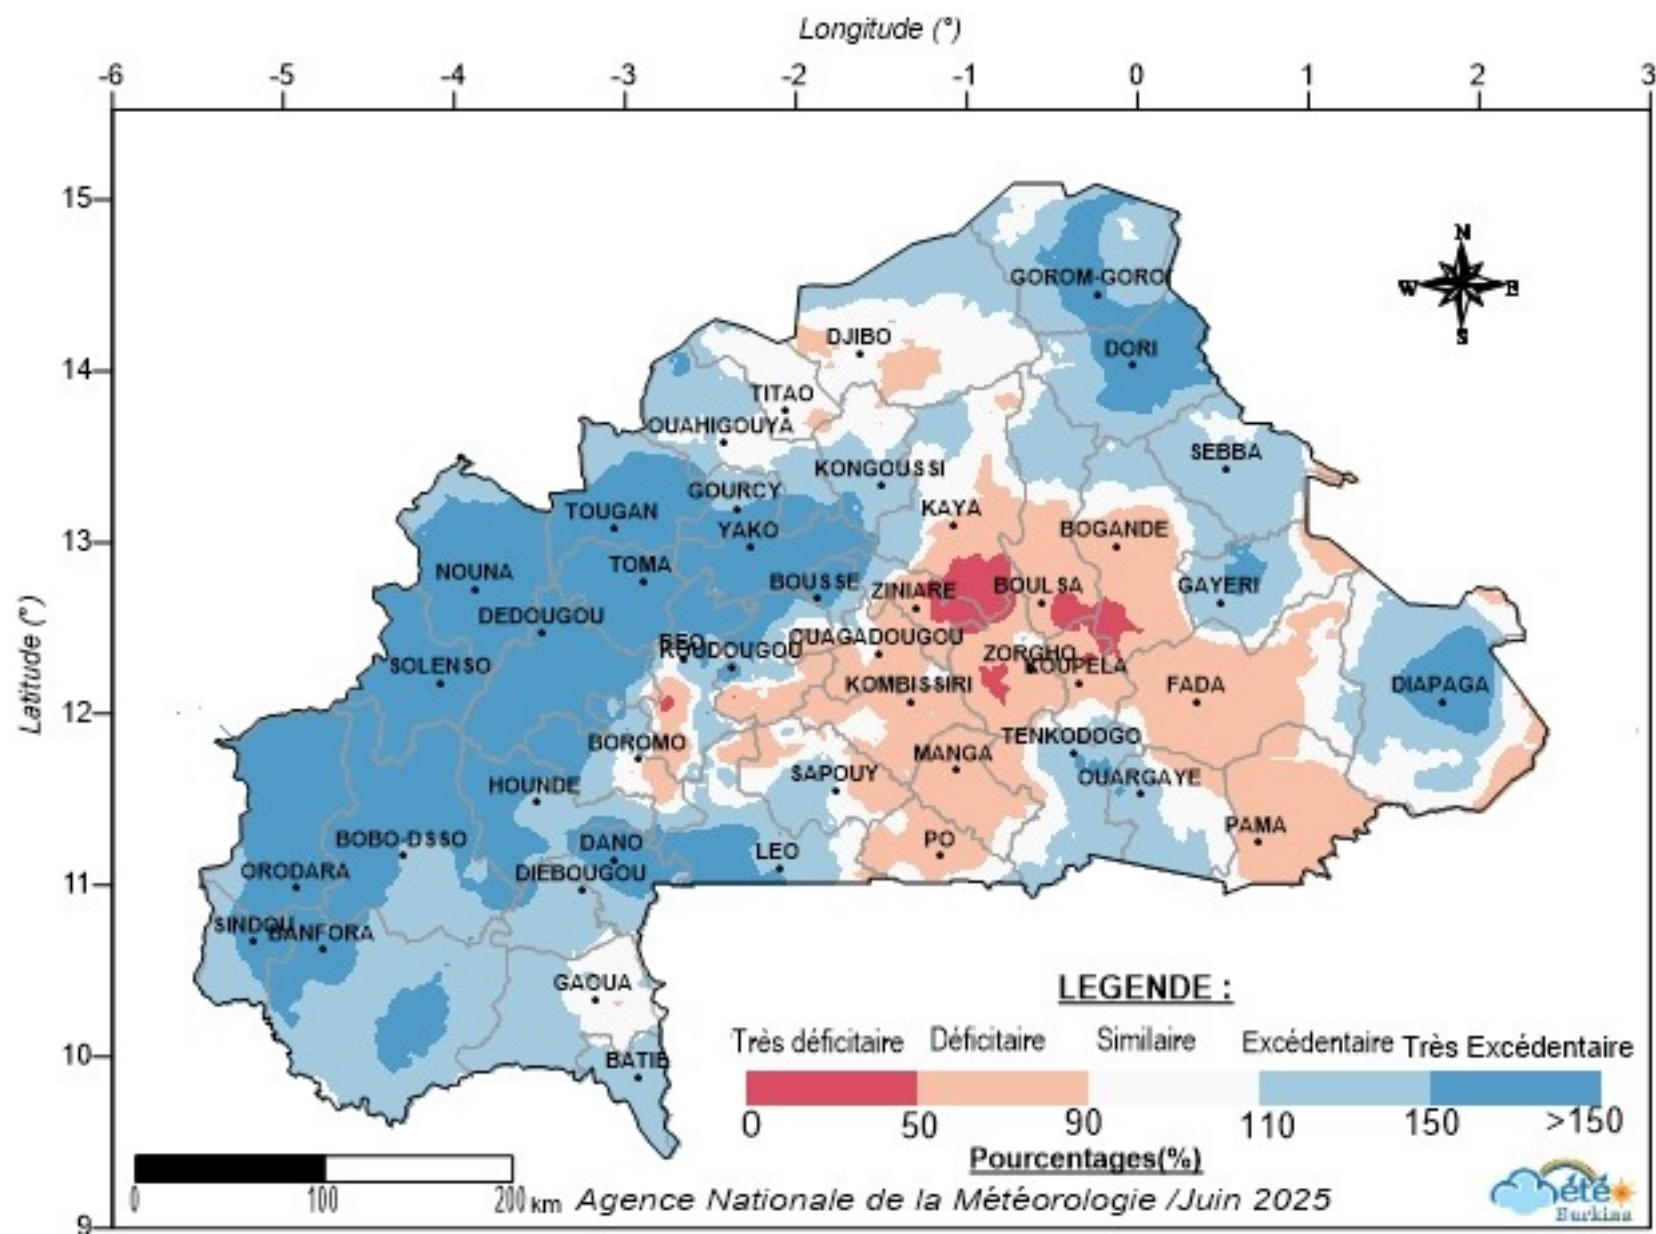 Longitude (°)
-6 -5 -4 -3 -2 -1 0 1 2 3
15
14
13
12
11
10
9
Latitude (°)
N
W E
S
GOROM-GORO
DJIBO
DORI
TITAO
OUAHIGOUYA
SEBBA
KONGOUSSI
GOURCY
KAYA
TOUGAN
YAKO
BOGANDE
TOMA
NOUNA
BOUSSE
ZINIARE
BOULSA
GAYERI
DEDOUGOU
OUAGADOUGOU
REO
KOUDOUGOU
ZORGHO
KOUPELA
SOLENSO
KOMBISSIRI
FADA
DIAPAGA
BOROMO
TENKODOGO
MANGA
SAPOUY
OUARGAYE
HOUNDE
PAMA
BOBO-DSSO
DANO
LEO
PO
ORODARA
DIEBOUGOU
SINDOU
BANFORA
GAOUA
BATIE
LEGENDE :
Très déficitaire Déficitaire Similaire Excédentaire Très Excédentaire
0 50 90 110 150 >150
Pourcentages(%)
0 100 200 km
Agence Nationale de la Météorologie /Juin 2025
été
Burkina